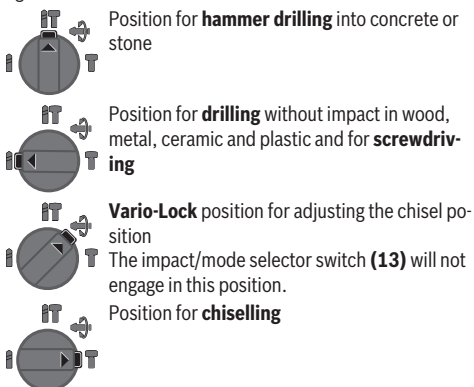 Position for hammer drilling into concrete or
stone
Position for drilling without impact in wood,
metal, ceramic and plastic and for screwdriv-
ing
Vario-Lock position for adjusting the chisel po-
sition
The impact/mode selector switch (13) will not
engage in this position.
Position for chiselling